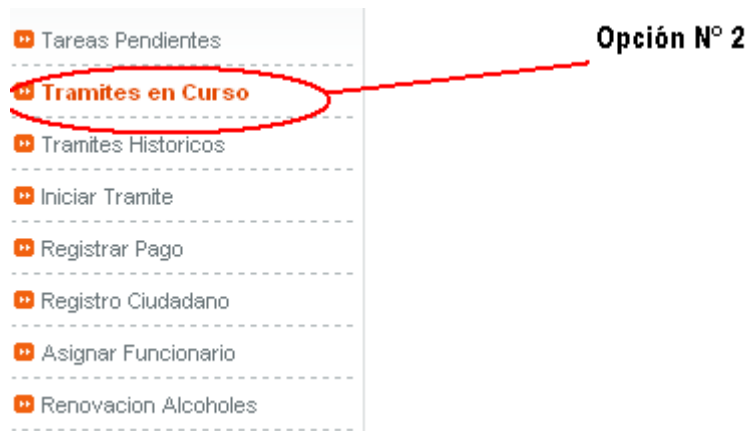 Tareas Pendientes
Opción Nº 2
Tramites en Curso
Tramites Historicos
Iniciar Tramite
Registrar Pago
Registro Ciudadano
Asignar Funcionario
Renovacion Alcoholes